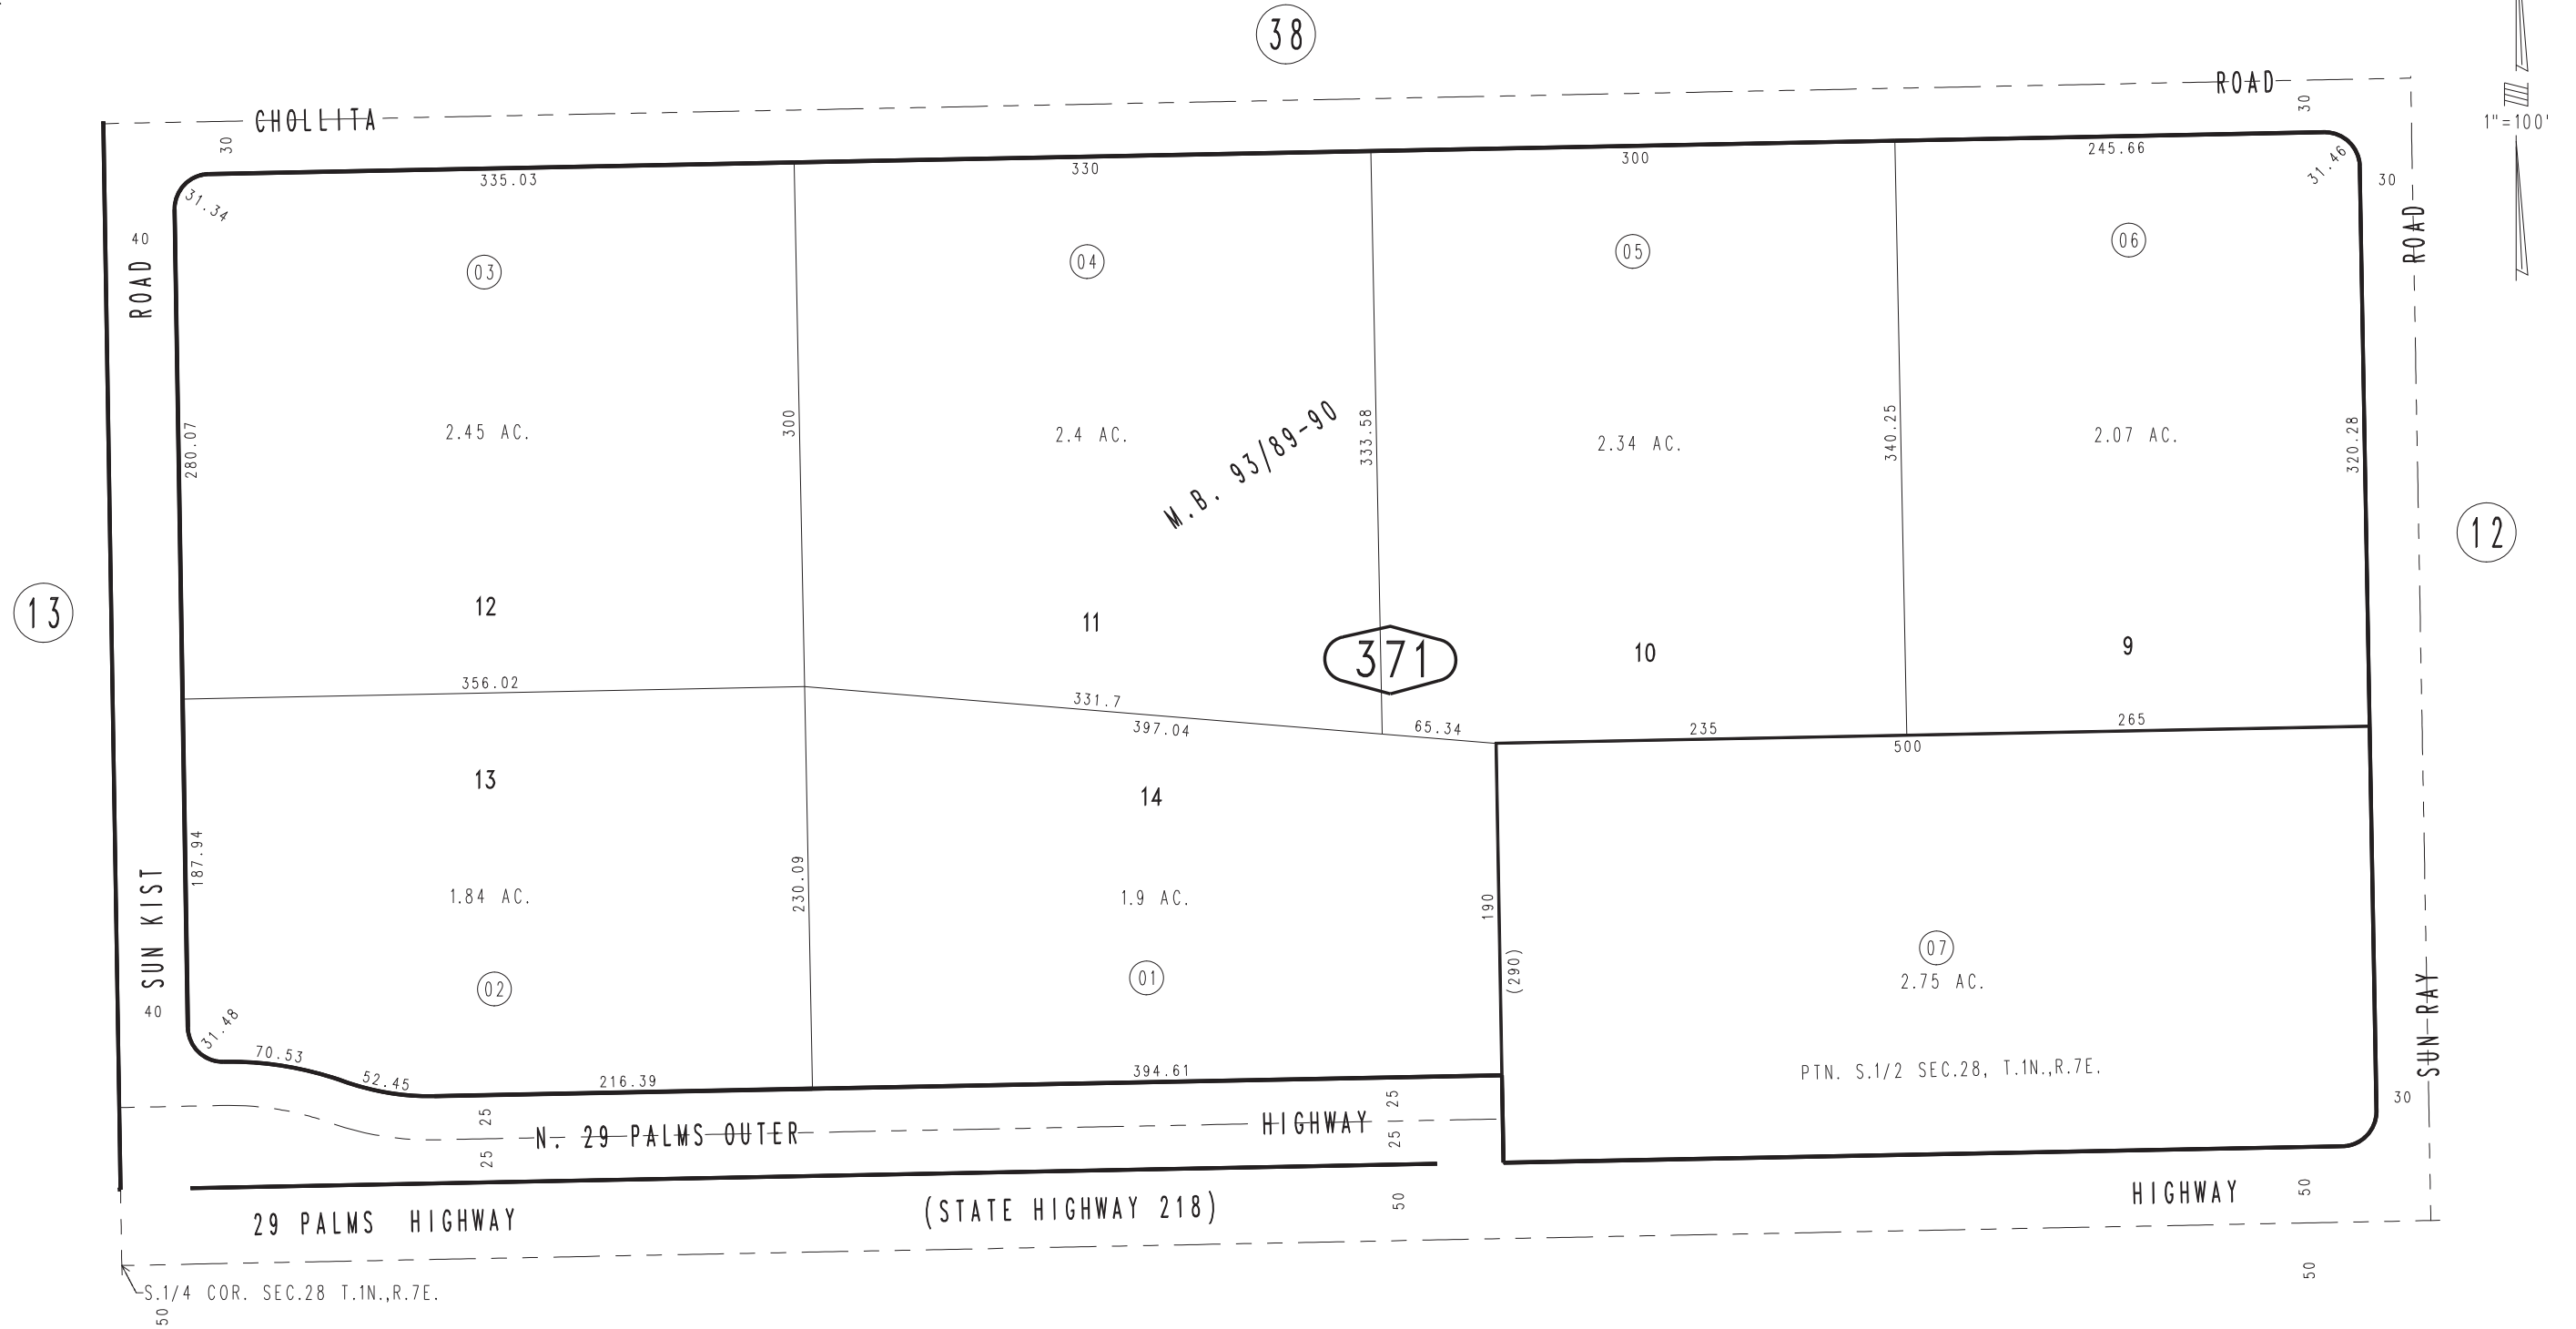 38
ROAD
1"=100'
CHOLLITA
30
30
335.03
330
300
245.66
31.34
31.46
30
40
ROAD
ROAD
03
04
05
06
280.07
2.45 AC.
300
2.4 AC.
M.B. 93/89-90
333.58
2.34 AC.
340.25
2.07 AC.
320.28
12
13
12
11
371
10
9
356.02
331.7
397.04
65.34
235
265
500
13
14
187.94
1.84 AC.
230.09
1.9 AC.
190
(290)
07
2.75 AC.
SUN KIST
40
02
01
SUN RAY
31.48
70.53
52.45
216.39
394.61
PTN. S.1/2 SEC.28, T.1N.,R.7E.
30
25
25
N. 29 PALMS OUTER
HIGHWAY
25
25
29 PALMS HIGHWAY
(STATE HIGHWAY 218)
50
HIGHWAY
50
S.1/4 COR. SEC.28 T.1N.,R.7E.
50
50